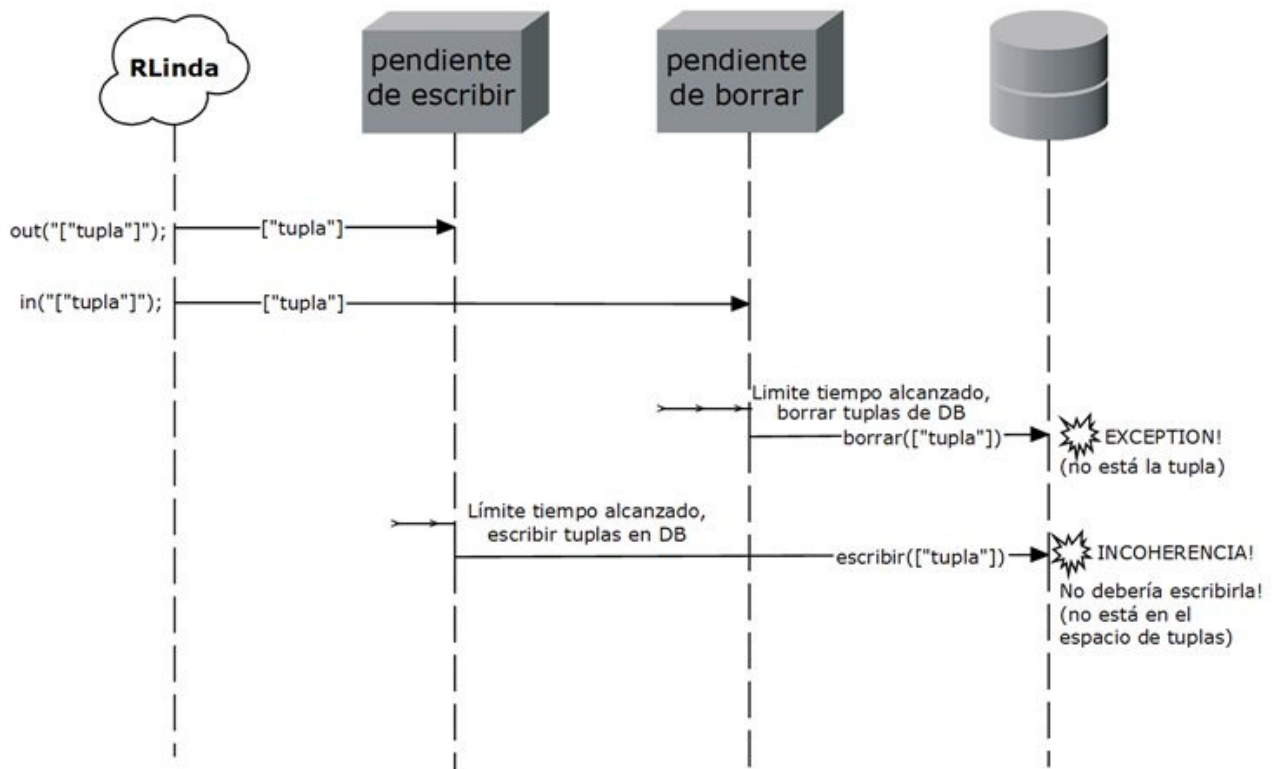 RLinda
pendiente
de escribir
pendiente
de borrar
out("["tupla"]");
["tupla"]
in("["tupla"]");
["tupla"]
Limite tiempo alcanzado,
borrar tuplas de DB
borrar(["tupla"])
EXCEPTION!
(no está la tupla)
Límite tiempo alcanzado,
escribir tuplas en DB
escribir(["tupla"])
INCOHERENCIA!
No debería escribirla!
(no está en el
espacio de tuplas)